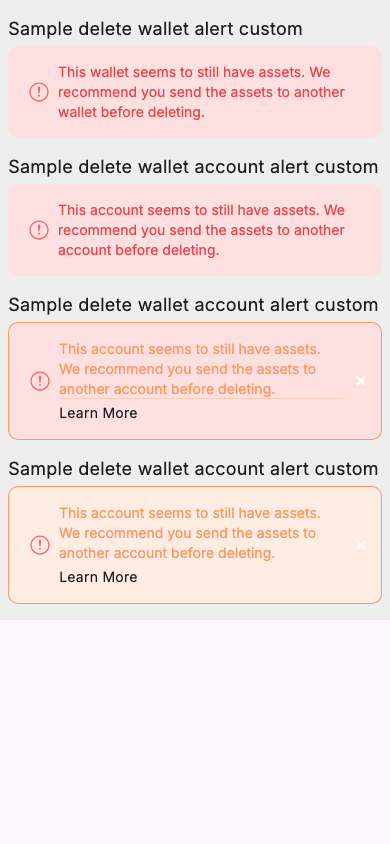 Sample delete wallet alert custom
This wallet seems to still have assets. We
recommend you send the assets to another
wallet before deleting.
Sample delete wallet account alert custom
This account seems to still have assets. We
recommend you send the assets to another
account before deleting.
Sample delete wallet account alert custom
This account seems to still have assets.
We recommend you send the assets to
another account before deleting.
Learn More
Sample delete wallet account alert custom
This account seems to still have assets.
We recommend you send the assets to
another account before deleting.
Learn More